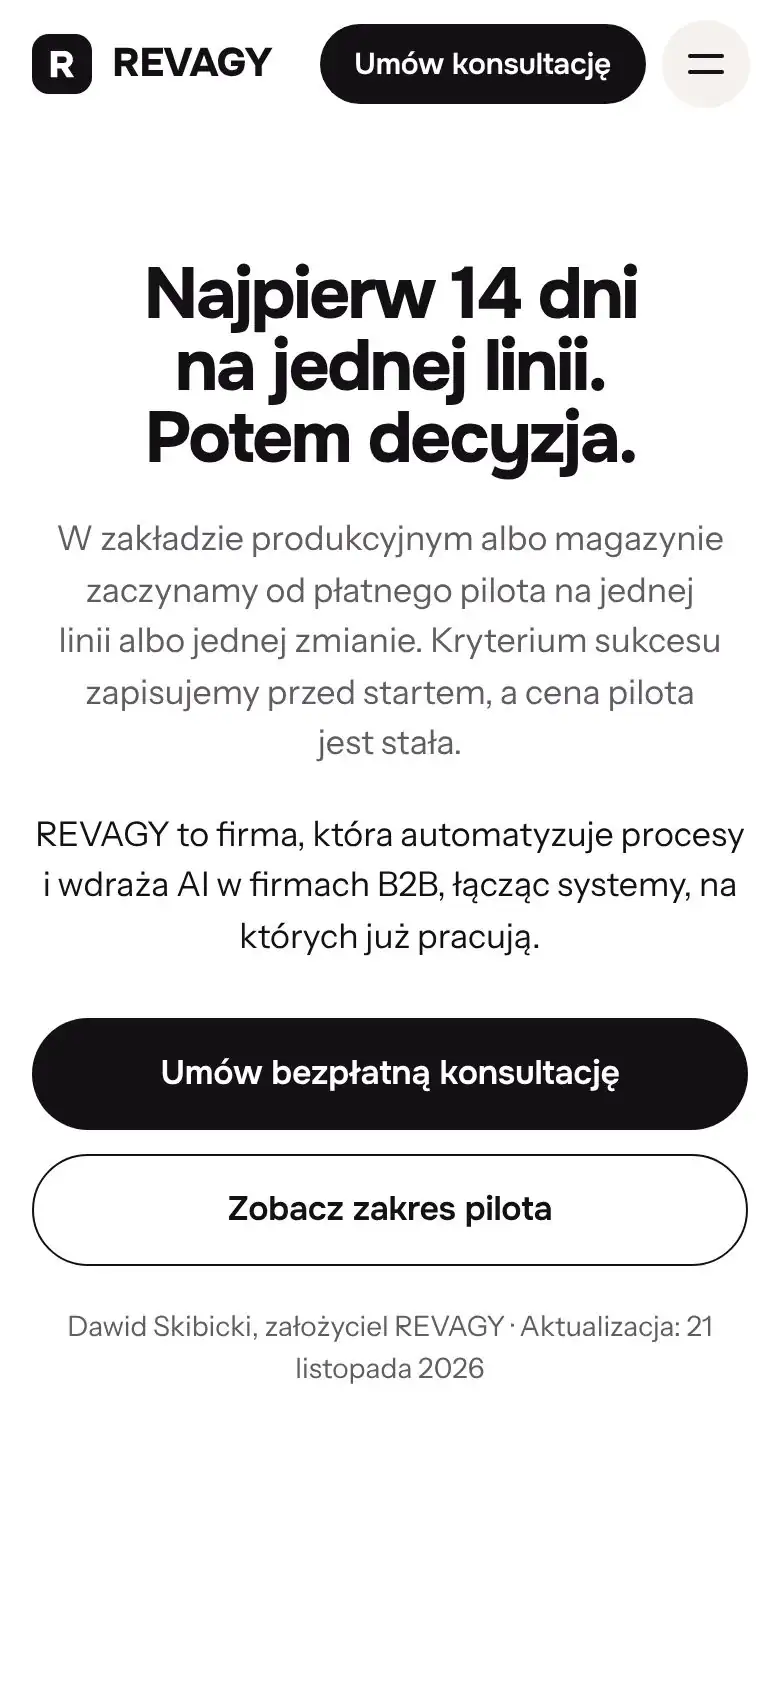 R REVAGY
Umów konsultację
Najpierw 14 dni
na jednej linii.
Potem decyzja.
W zakładzie produkcyjnym albo magazynie
zaczynamy od płatnego pilota na jednej
linii albo jednej zmianie. Kryterium sukcesu
zapisujemy przed startem, a cena pilota
jest stała.
REVAGY to firma, która automatyzuje procesy
i wdraża AI w firmach B2B, łącząc systemy, na
których już pracują.
Umów bezpłatną konsultację
Zobacz zakres pilota
Dawid Skibicki, założyciel REVAGY · Aktualizacja: 21
listopada 2026